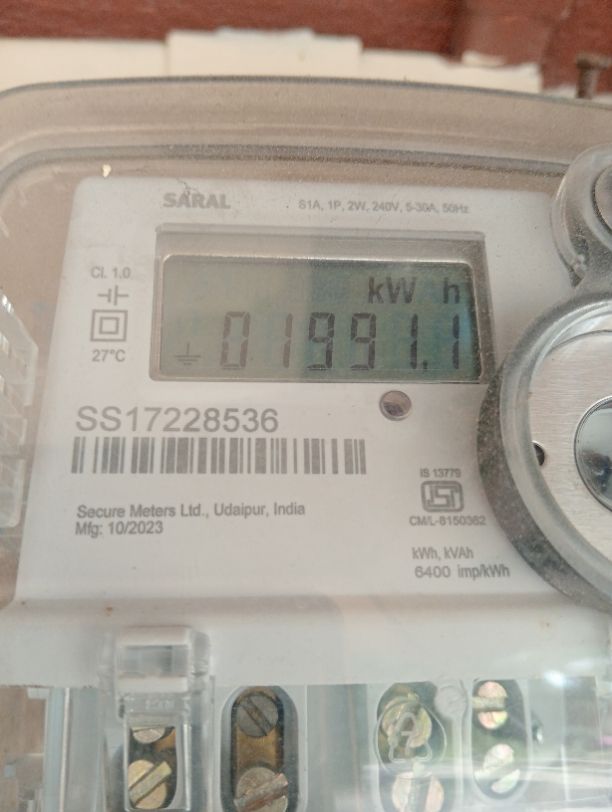 SARAL
S1A, 1P, 2W, 240V, 5-30A, 50Hz
Cl. 1.0
27°C
kW h
01991.1
SS17228536
IS 13779
ISI
CM/L-8150362
Secure Meters Ltd., Udaipur, India
Mfg: 10/2023
kWh, kVAh
6400 imp/kWh